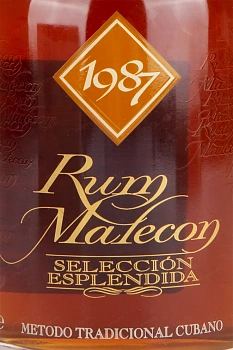 1987
Rum
Malecon
SELECCIÓN
ESPLENDIDA
e METODO TRADICIONAL CUBANO